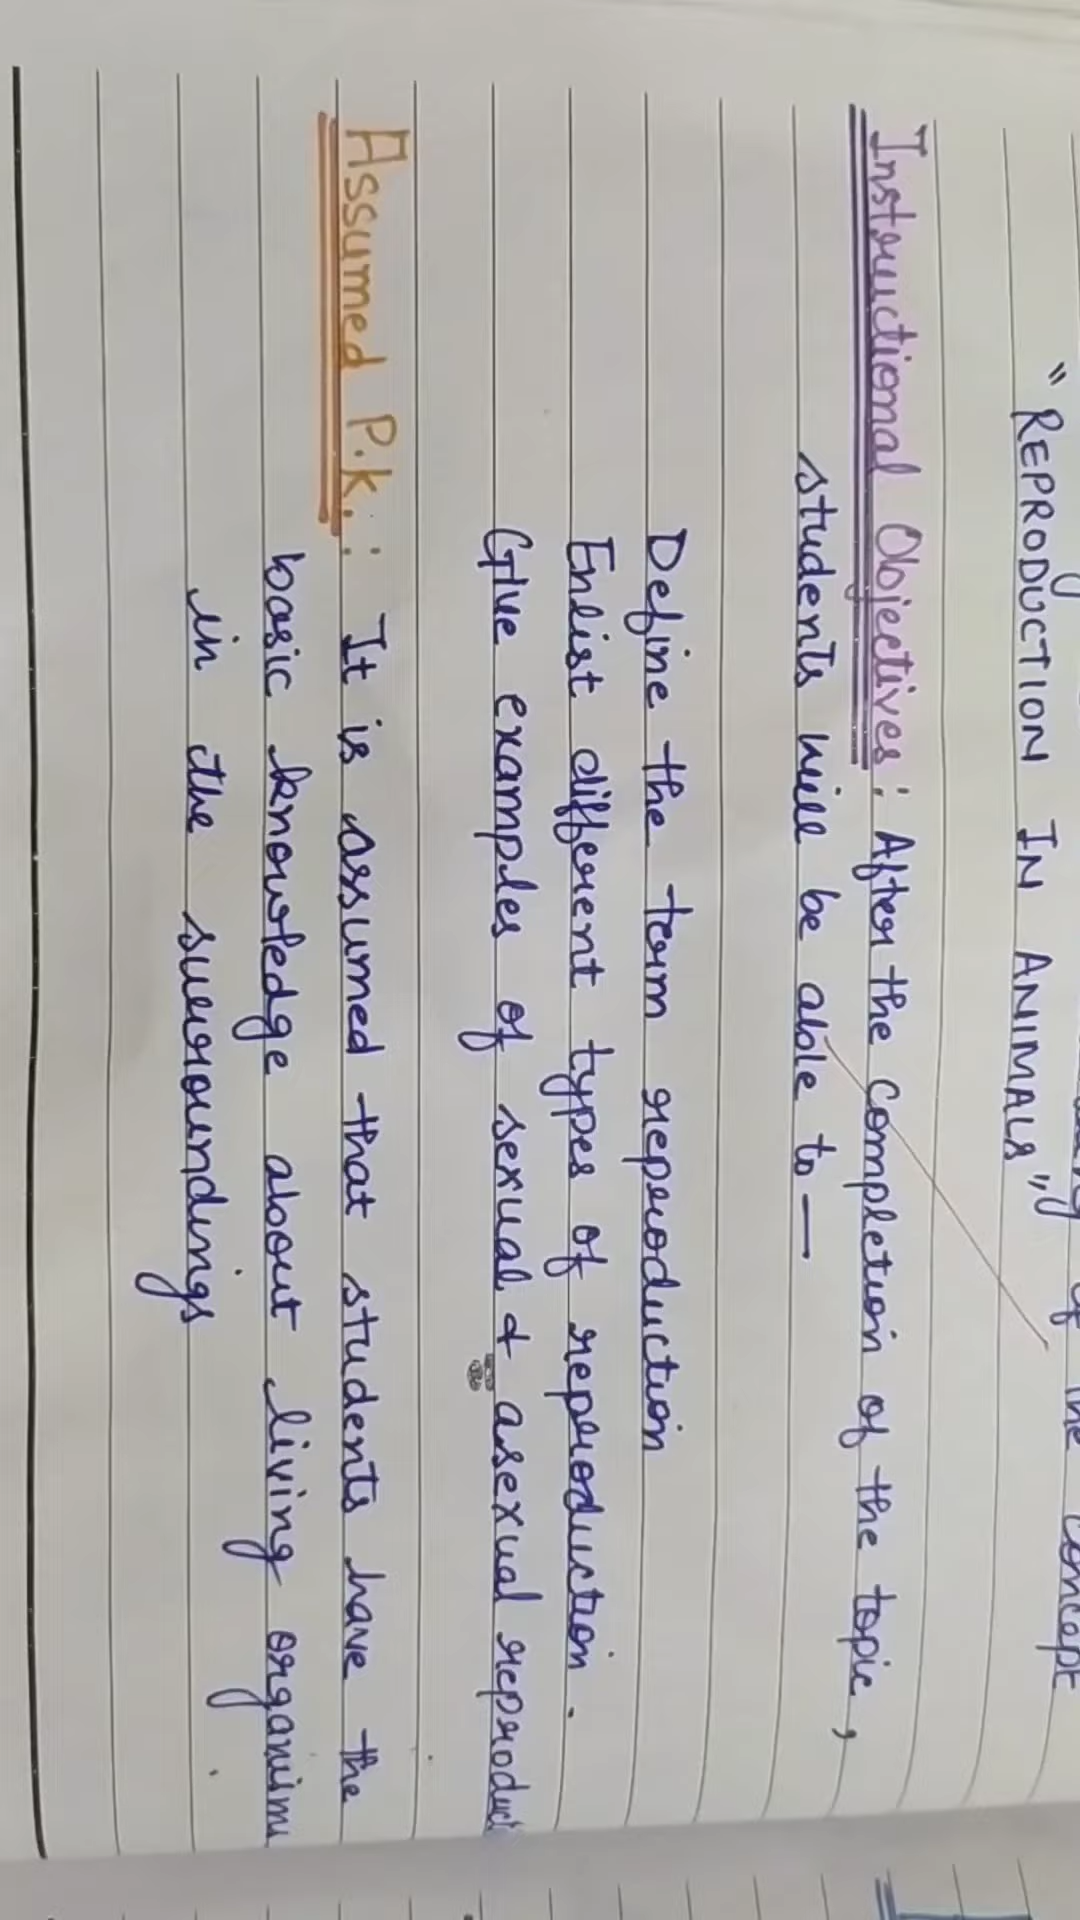 the concept
"REPRODUCTION IN ANIMALS"
Instructional Objectives: After the completion of the topic,
students will be able to —
Define the term reproduction
Enlist different types of reproduction.
Give examples of sexual & asexual reproduct
Assumed P.k.: It is assumed that students have the
basic knowledge about living organism
in the surroundings